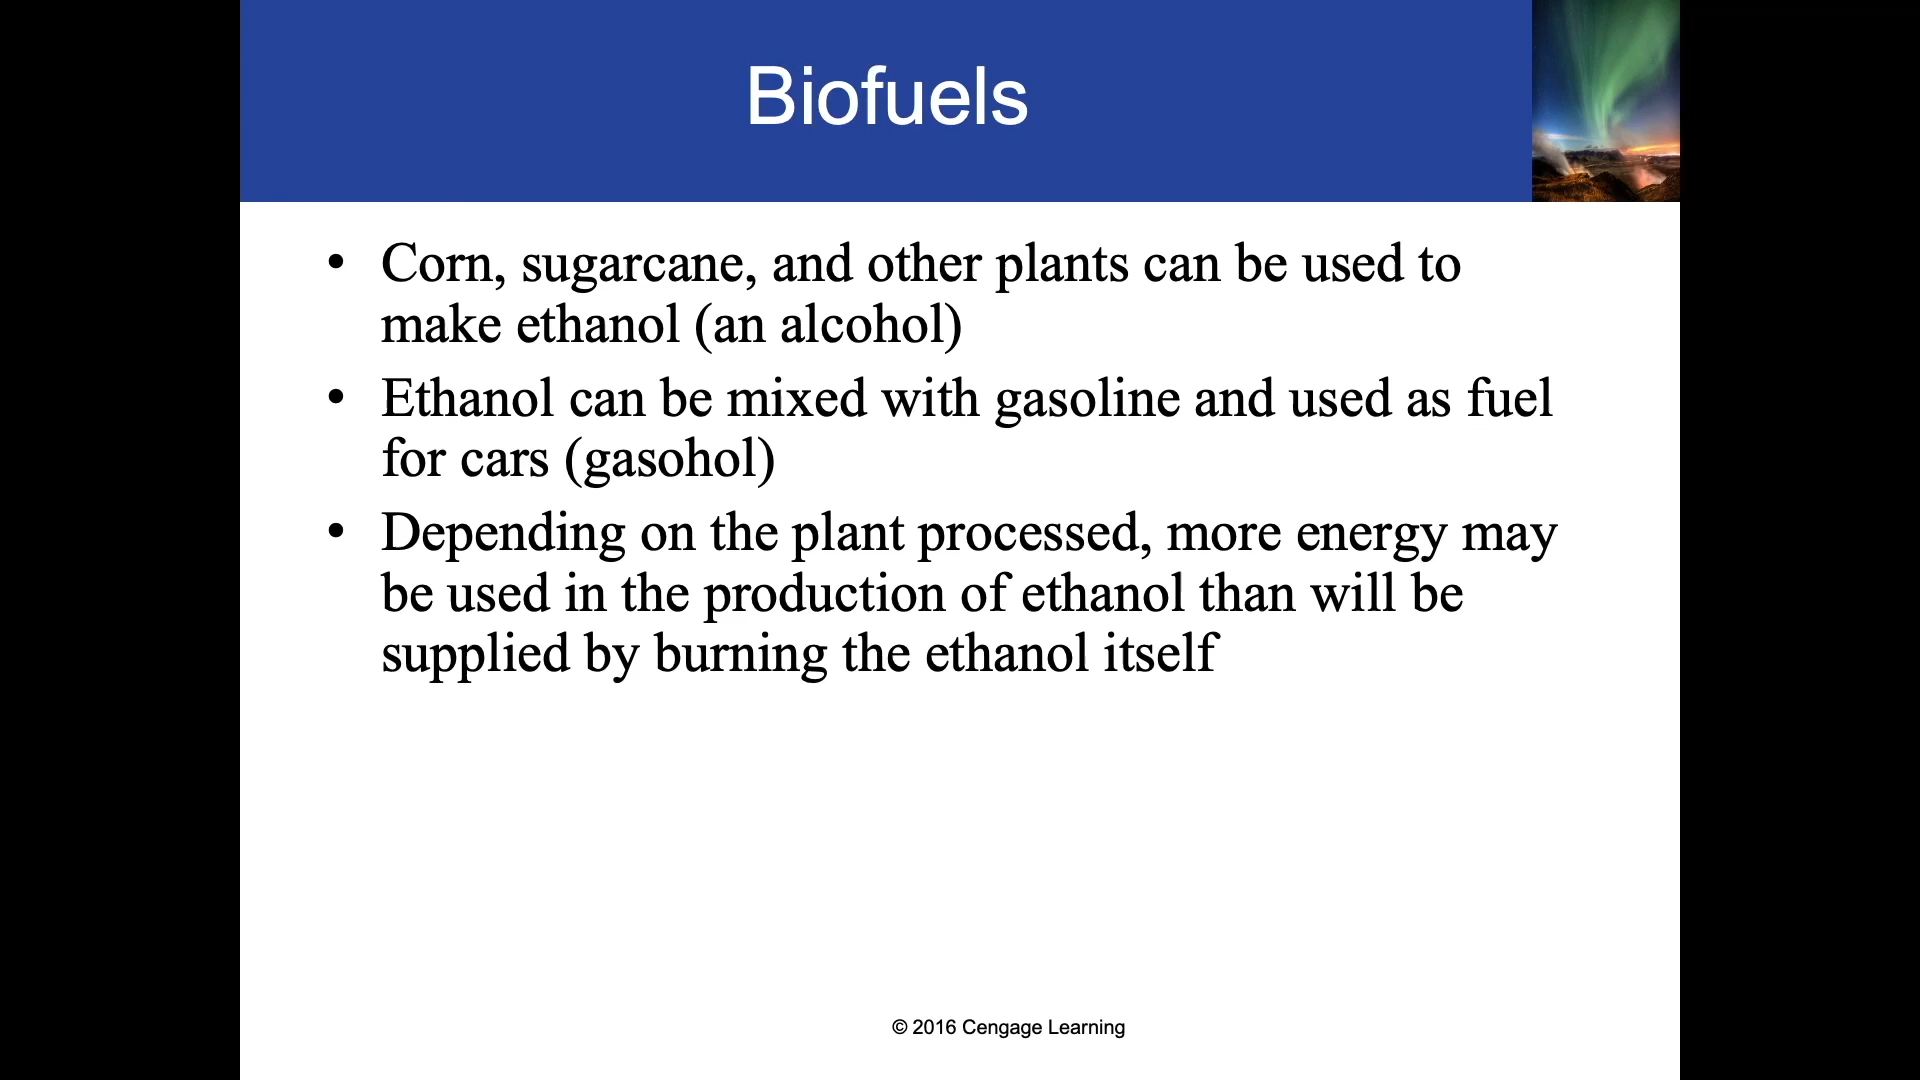 Biofuels
• Corn, sugarcane, and other plants can be used to
make ethanol (an alcohol)
• Ethanol can be mixed with gasoline and used as fuel
for cars (gasohol)
• Depending on the plant processed, more energy may
be used in the production of ethanol than will be
supplied by burning the ethanol itself
© 2016 Cengage Learning